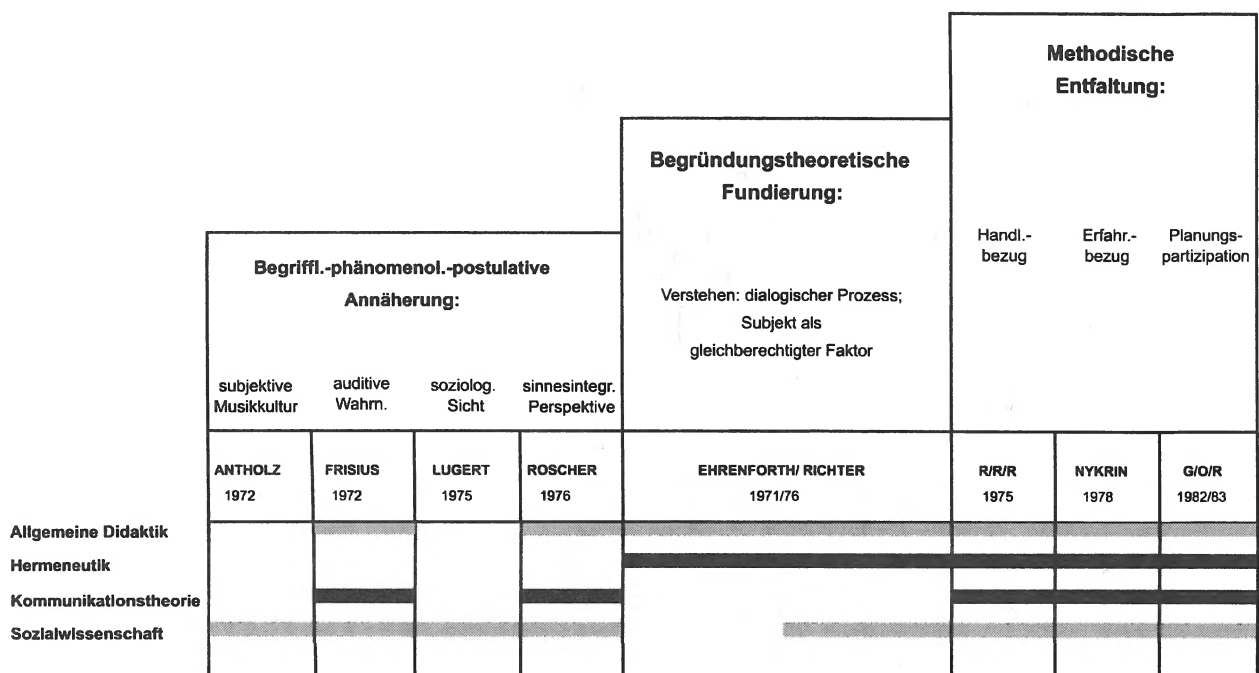 Methodische
Entfaltung:
Handl.-
bezug
Erfahr.-
bezug
Planungs-
partizipation
Begründungstheoretische
Fundierung:
Verstehen: dialogischer Prozess;
Subjekt als
gleichberechtigter Faktor
Begriffl.-phänomenol.-postulative
Annäherung:
subjektive
Musikkultur
auditive
Wahrn.
soziolog.
Sicht
sinnesintegr.
Perspektive
ANTHOLZ
1972
FRISIUS
1972
LUGERT
1975
ROSCHER
1976
EHRENFORTH/ RICHTER
1971/76
R/R/R
1975
NYKRIN
1978
G/O/R
1982/83
Allgemeine Didaktik
Hermeneutik
Kommunikationstheorie
Sozialwissenschaft